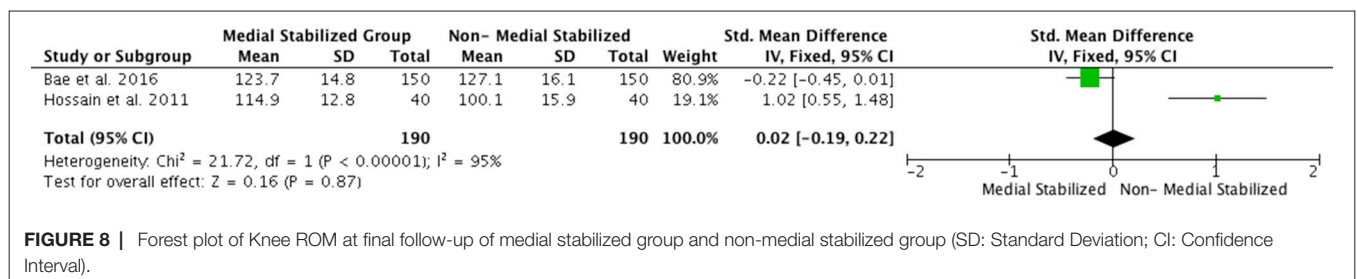 Medial Stabilized Group Non- Medial Stabilized Std. Mean Difference Std. Mean Difference
Study or Subgroup Mean SD Total Mean SD Total Weight IV, Fixed, 95% CI IV, Fixed, 95% CI
Bae et al. 2016 123.7 14.8 150 127.1 16.1 150 80.9% -0.22 [-0.45, 0.01]
Hossain et al. 2011 114.9 12.8 40 100.1 15.9 40 19.1% 1.02 [0.55, 1.48]
Total (95% CI) 190 190 100.0% 0.02 [-0.19, 0.22]
Heterogeneity: Chi² = 21.72, df = 1 (P < 0.00001); I² = 95%
Test for overall effect: Z = 0.16 (P = 0.87)
-2 -1 0 1 2
Medial Stabilized Non- Medial Stabilized
FIGURE 8 | Forest plot of Knee ROM at final follow-up of medial stabilized group and non-medial stabilized group (SD: Standard Deviation; CI: Confidence
Interval).